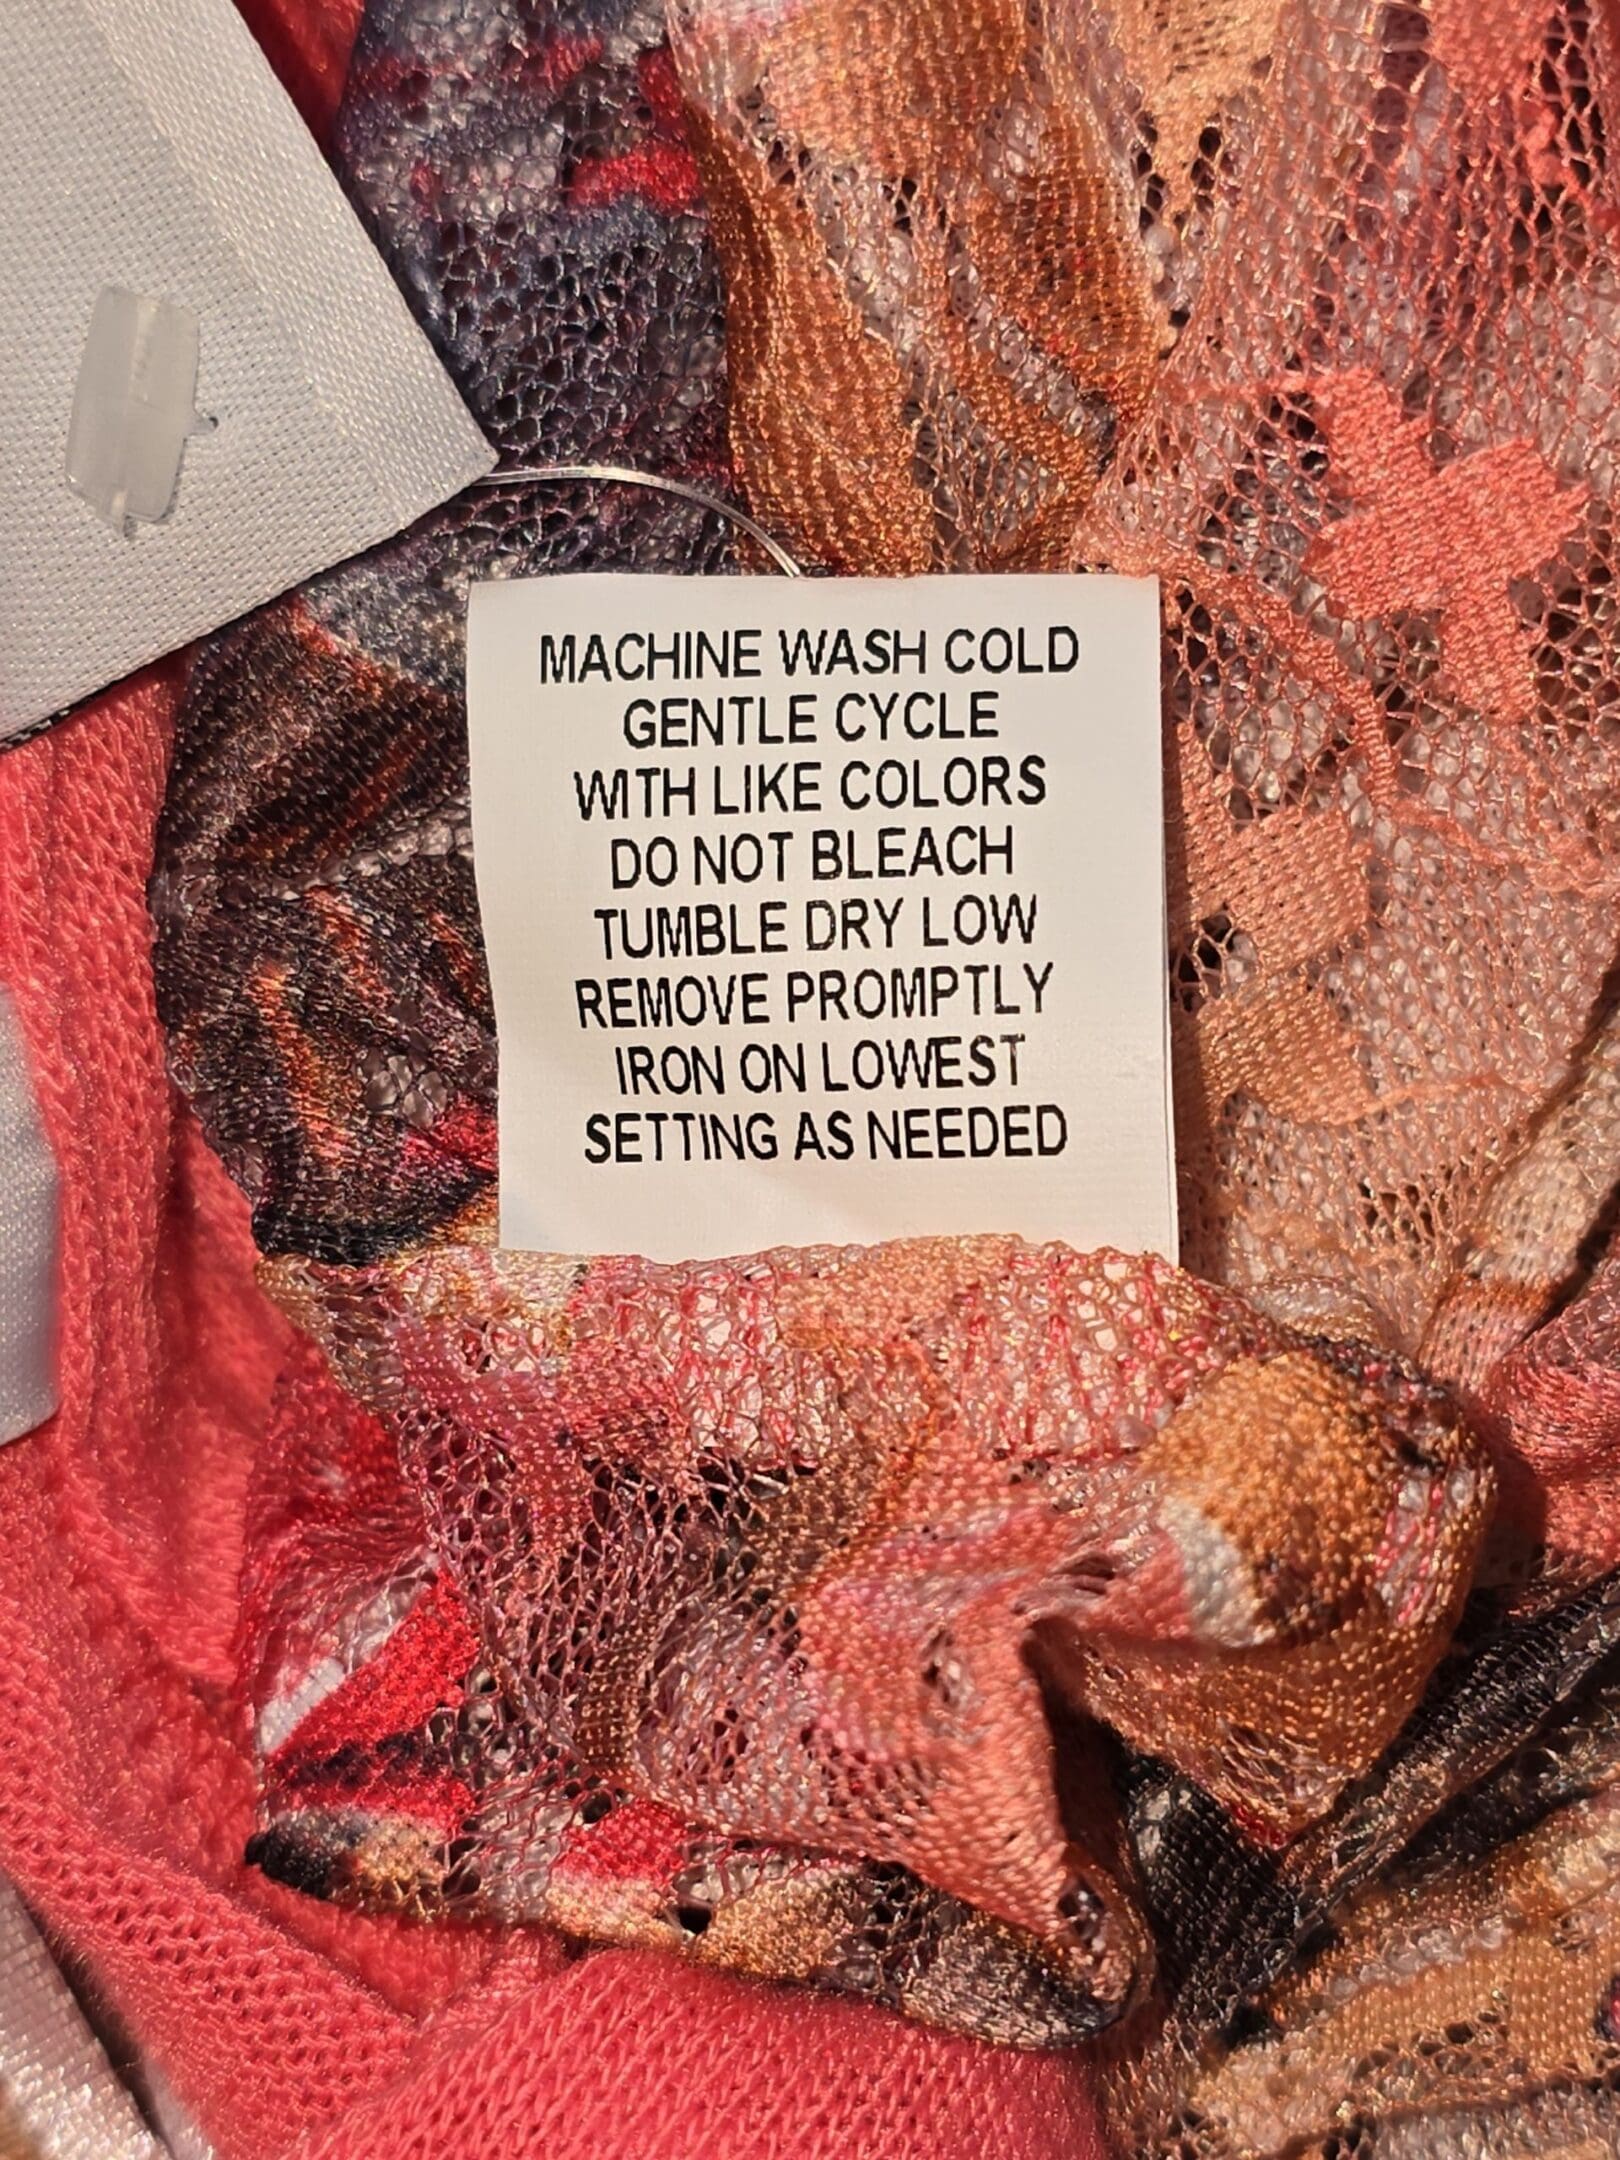 MACHINE WASH COLD
GENTLE CYCLE
WITH LIKE COLORS
DO NOT BLEACH
TUMBLE DRY LOW
REMOVE PROMPTLY
IRON ON LOWEST
SETTING AS NEEDED